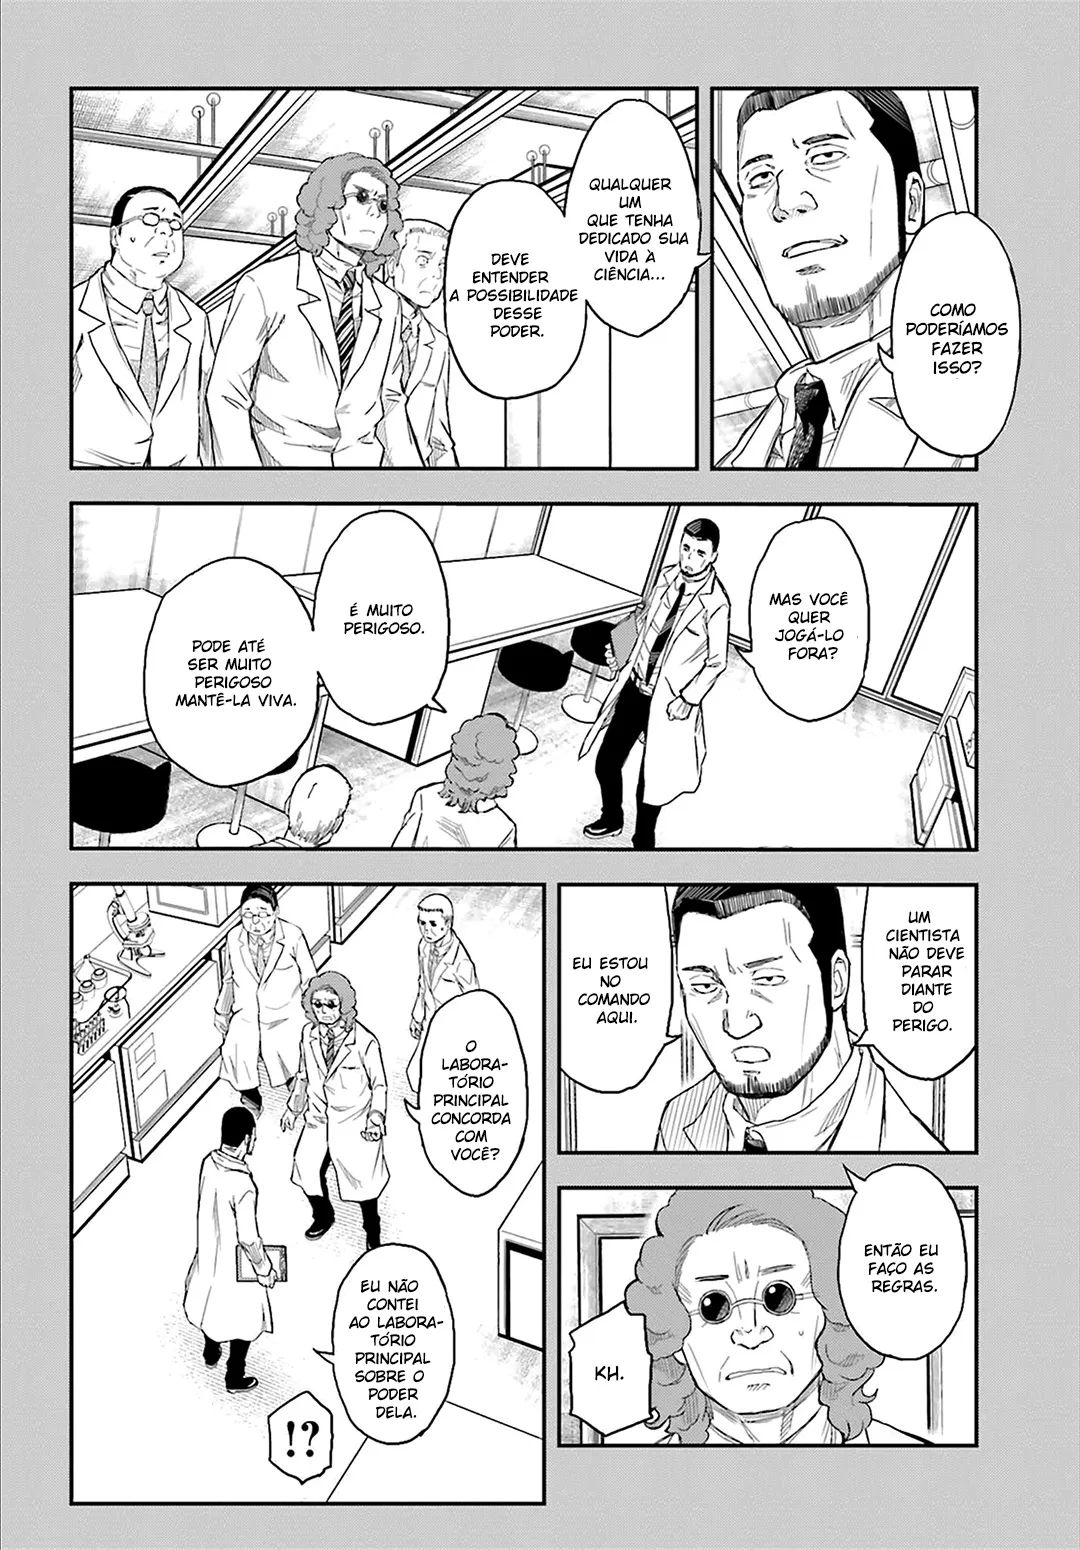 COMO
PODERÍAMOS
FAZER
ISSO?
QUALQUER
UM
QUE TENHA
DEDICADO SUA
VIDA À
CIÊNCIA...
DEVE
ENTENDER
A POSSIBILIDADE
DESSE
PODER.
MAS VOCÊ
QUER
JOGÁ-LO
FORA?
É MUITO
PERIGOSO.
PODE ATÉ
SER MUITO
PERIGOSO
MANTÊ-LA VIVA.
UM
CIENTISTA
NÃO DEVE
PARAR
DIANTE
DO
PERIGO.
EU ESTOU
NO
COMANDO
AQUI.
ENTÃO EU
FAÇO AS
REGRAS.
KH.
O
LABORA-
TÓRIO
PRINCIPAL
CONCORDA
COM
VOCÊ?
EU NÃO
CONTEI
AO LABORA-
TÓRIO
PRINCIPAL
SOBRE O
PODER
DELA.
!?